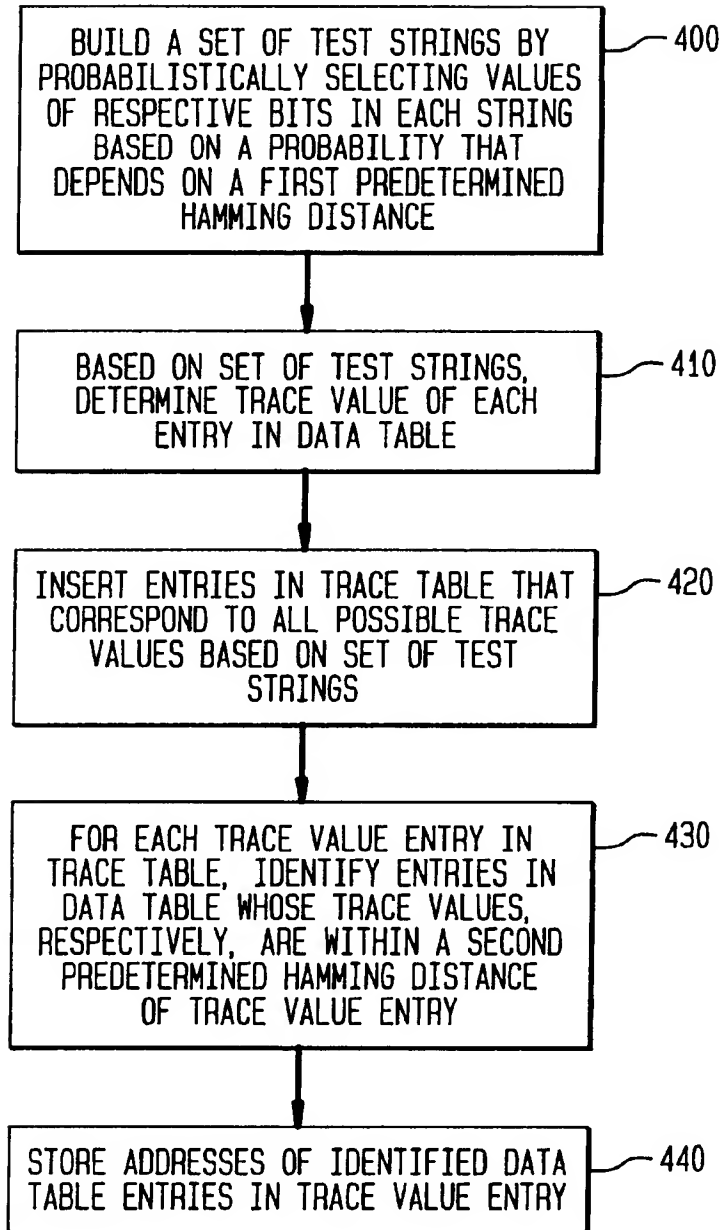 BUILD A SET OF TEST STRINGS BY
PROBABILISTICALLY SELECTING VALUES
OF RESPECTIVE BITS IN EACH STRING
BASED ON A PROBABILITY THAT
DEPENDS ON A FIRST PREDETERMINED
HAMMING DISTANCE
400
BASED ON SET OF TEST STRINGS,
DETERMINE TRACE VALUE OF EACH
ENTRY IN DATA TABLE
410
INSERT ENTRIES IN TRACE TABLE THAT
CORRESPOND TO ALL POSSIBLE TRACE
VALUES BASED ON SET OF TEST
STRINGS
420
FOR EACH TRACE VALUE ENTRY IN
TRACE TABLE, IDENTIFY ENTRIES IN
DATA TABLE WHOSE TRACE VALUES,
RESPECTIVELY, ARE WITHIN A SECOND
PREDETERMINED HAMMING DISTANCE
OF TRACE VALUE ENTRY
430
STORE ADDRESSES OF IDENTIFIED DATA
TABLE ENTRIES IN TRACE VALUE ENTRY
440